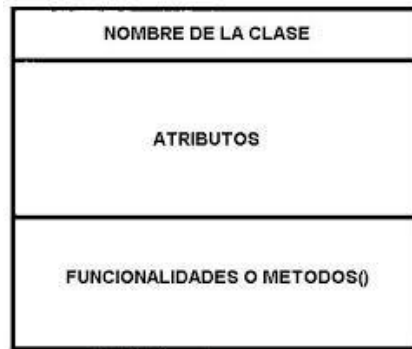 NOMBRE DE LA CLASE
ATRIBUTOS
FUNCIONALIDADES O METODOS()